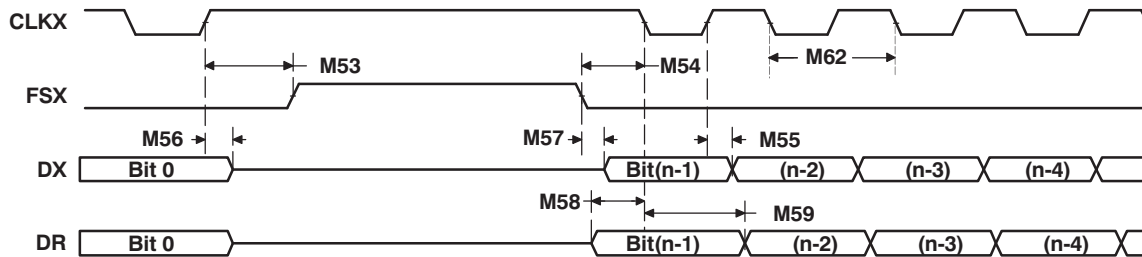 CLKX
M53 M54 M62
FSX
M56 M57 M55
DX Bit 0 Bit(n-1) (n-2) (n-3) (n-4)
M58 M59
DR Bit 0 Bit(n-1) (n-2) (n-3) (n-4)